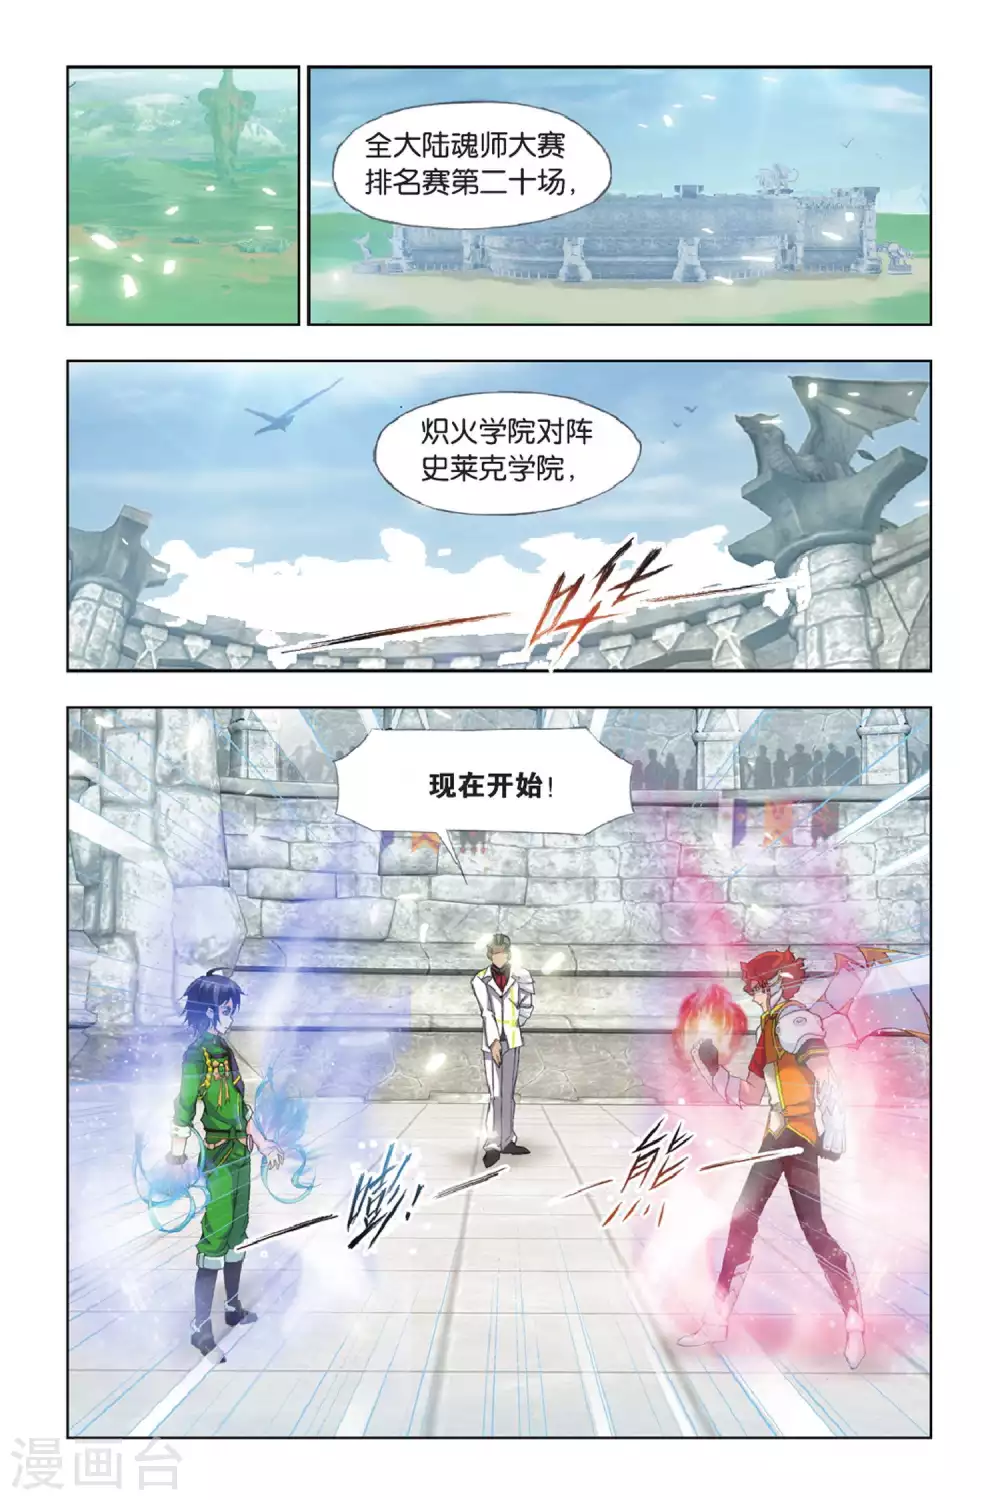 全大陆魂师大赛
排名赛第二十场，
炽火学院对阵
史莱克学院，
现在开始！
嘭！
熊
漫画台